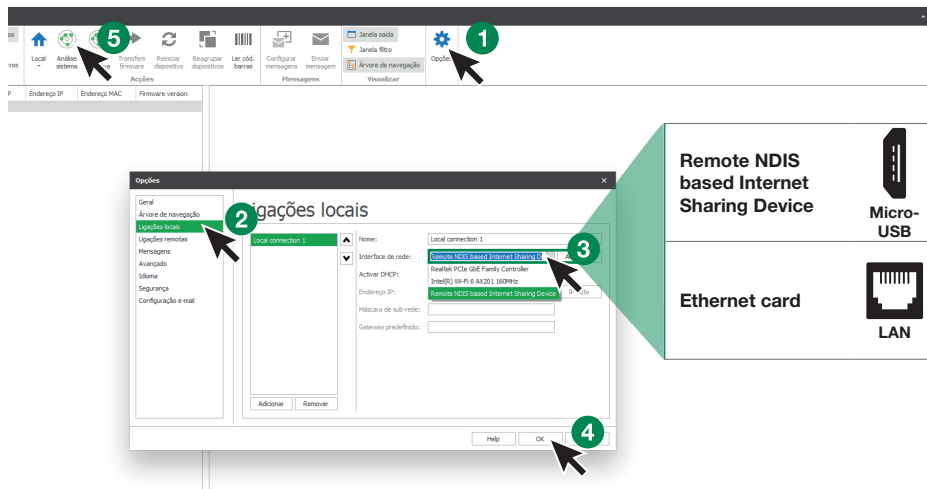 5
1
os
Janela saída
Janela filtro
Árvore de navegação
vos
Local
Análise
sistema
Transferir
firmware
Reiniciar
dispositivo
Reagrupar
dispositivos
Ler cód.
barras
Configurar
mensagens
Enviar
mensagem
Acções
Mensagens
Visualizar
P
Endereço IP
Endereço MAC
Firmware version
Opções
Geral
Árvore de navegação
Ligações locais
Ligações remotas
Mensagens
Avançado
Idioma
Segurança
Configuração e-mail
2
igações locais
Local connection 1
Adicionar
Remover
Nome:
Local connection 1
Interface de rede:
Remote NDIS based Internet Sharing D
3
Realtek PCIe GbE Family Controller
Activar DHCP:
Intel(R) Wi-Fi 6 AX201 160MHz
Remote NDIS based Internet Sharing Device
Endereço IP:
Máscara de sub-rede:
Gateway predefinido:
Help
OK
4
Remote NDIS
based Internet
Sharing Device
Micro-
USB
Ethernet card
LAN